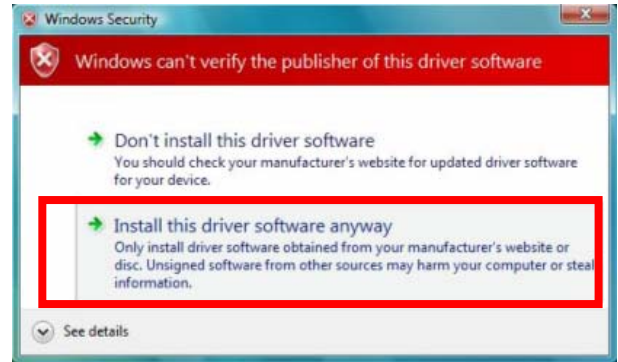 Windows Security
Windows can't verify the publisher of this driver software
Don't install this driver software
You should check your manufacturer's website for updated driver software
for your device.
Install this driver software anyway
Only install driver software obtained from your manufacturer's website or
disc. Unsigned software from other sources may harm your computer or steal
information.
See details